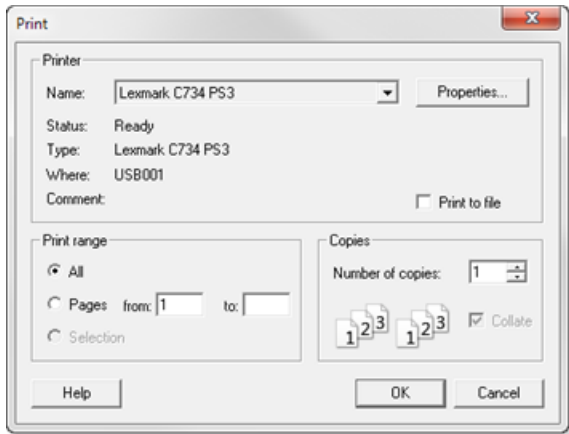 Print
Printer
Name: Lexmark C734 PS3 Properties...
Status: Ready
Type: Lexmark C734 PS3
Where: USB001
Comment:
Print to file
Print range
All
Pages from: 1 to:
Selection
Copies
Number of copies: 1
1 2 3 1 2 3 Collate
Help OK Cancel